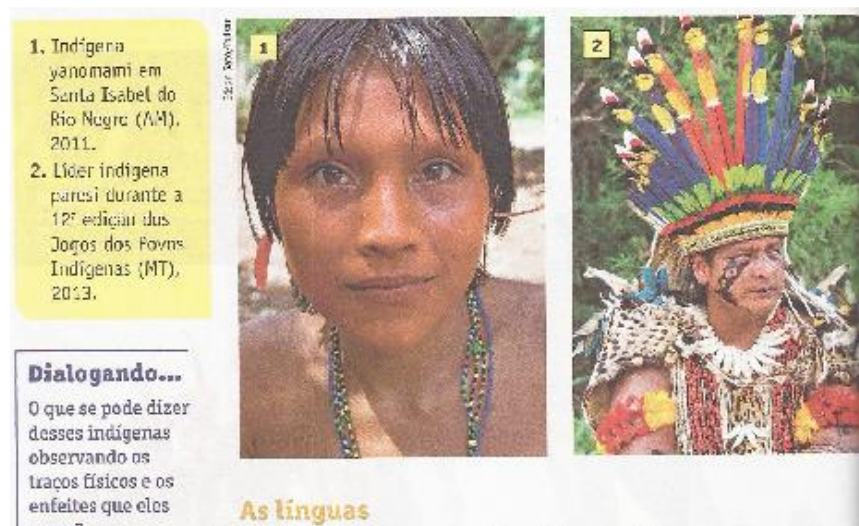 1. Indígena
yanomami em
Santa Isabel do
Rio Negro (AM),
2011.
2. Líder indígena
paresi durante a
12ª edição dos
Jogos dos Povos
Indígenas (MT),
2013.
1
2
Dialogando...
O que se pode dizer
desses indígenas
observando os
traços físicos e os
enfeites que eles
As línguas